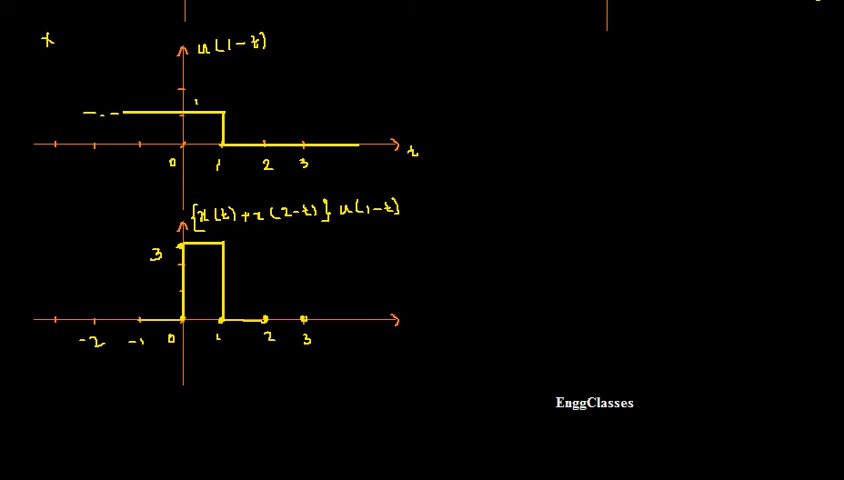 u(1-t)
1
0 1 2 3
t
[x(t)+x(2-t)] u(1-t)
3
-2 -1 0 1 2 3
EnggClasses